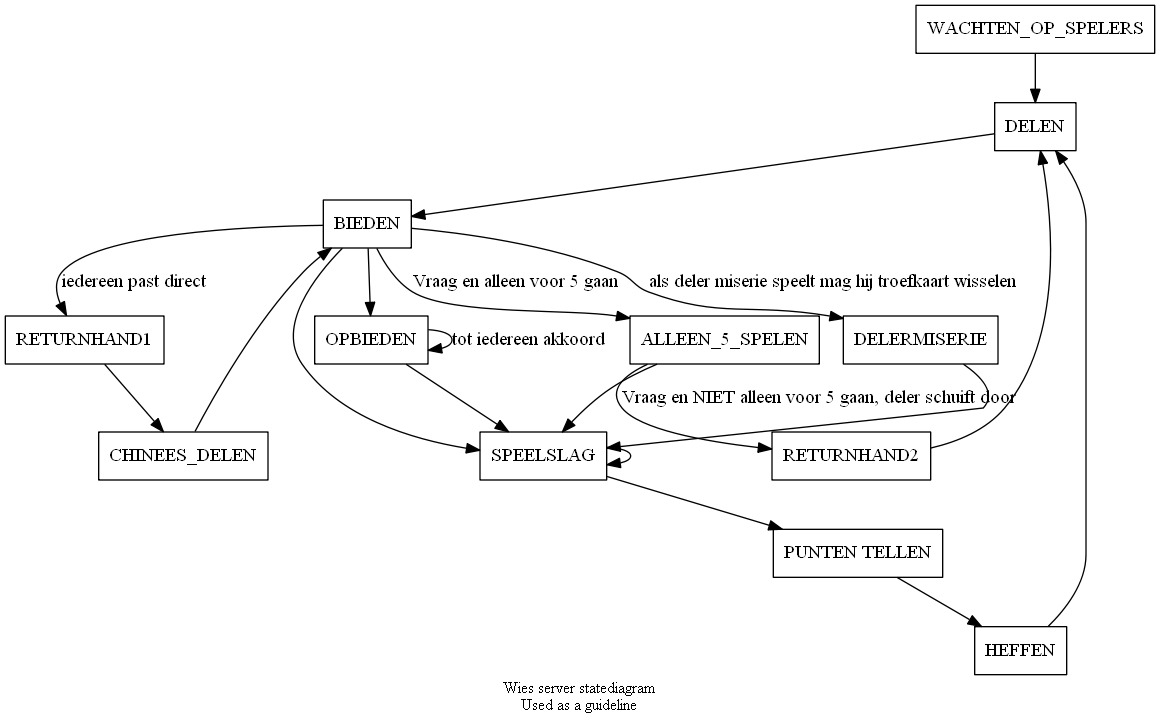 WACHTEN_OP_SPELERS
DELEN
BIEDEN
iedereen past direct
Vraag en alleen voor 5 gaan
als deler miserie speelt mag hij troefkaart wisselen
RETURNHAND1
OPBIEDEN
tot iedereen akkoord
ALLEEN_5_SPELEN
DELERMISERIE
Vraag en NIET alleen voor 5 gaan, deler schuift door
CHINEES_DELEN
SPEELSLAG
RETURNHAND2
PUNTEN TELLEN
HEFFEN
Wies server statediagram
Used as a guideline